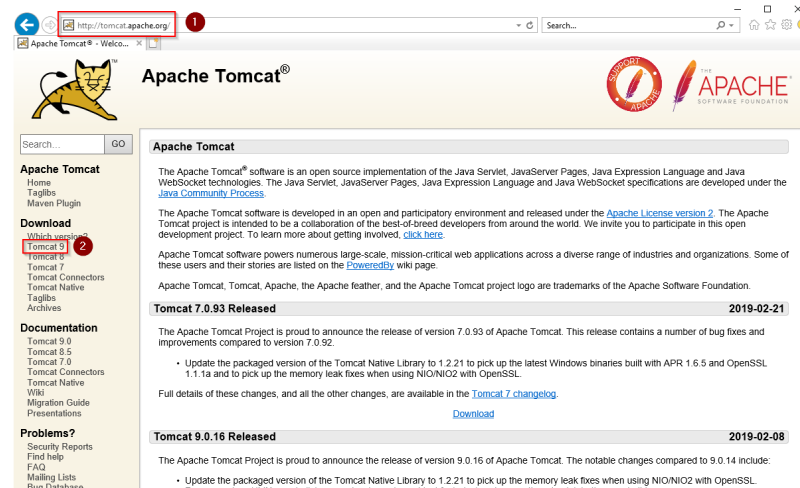 http://tomcat.apache.org/
1
Search...
Apache Tomcat® - Welco...
TM
Apache Tomcat®
SUPPORT
APACHE
THE
APACHE®
SOFTWARE FOUNDATION
Search...
GO
Apache Tomcat
Home
Taglibs
Maven Plugin
Download
Which version?
Tomcat 9
2
Tomcat 8
Tomcat 7
Tomcat Connectors
Tomcat Native
Taglibs
Archives
Documentation
Tomcat 9.0
Tomcat 8.5
Tomcat 7.0
Tomcat Connectors
Tomcat Native
Wiki
Migration Guide
Presentations
Problems?
Security Reports
Find help
FAQ
Mailing Lists
Bug Database
Apache Tomcat
The Apache Tomcat® software is an open source implementation of the Java Servlet, JavaServer Pages, Java Expression Language and Java
WebSocket technologies. The Java Servlet, JavaServer Pages, Java Expression Language and Java WebSocket specifications are developed under the
Java Community Process.
The Apache Tomcat software is developed in an open and participatory environment and released under the Apache License version 2. The Apache
Tomcat project is intended to be a collaboration of the best-of-breed developers from around the world. We invite you to participate in this open
development project. To learn more about getting involved, click here.
Apache Tomcat software powers numerous large-scale, mission-critical web applications across a diverse range of industries and organizations. Some of
these users and their stories are listed on the PoweredBy wiki page.
Apache Tomcat, Tomcat, Apache, the Apache feather, and the Apache Tomcat project logo are trademarks of the Apache Software Foundation.
Tomcat 7.0.93 Released 2019-02-21
The Apache Tomcat Project is proud to announce the release of version 7.0.93 of Apache Tomcat. This release contains a number of bug fixes and
improvements compared to version 7.0.92.
• Update the packaged version of the Tomcat Native Library to 1.2.21 to pick up the latest Windows binaries built with APR 1.6.5 and OpenSSL
1.1.1a and to pick up the memory leak fixes when using NIO/NIO2 with OpenSSL.
Full details of these changes, and all the other changes, are available in the Tomcat 7 changelog.
Download
Tomcat 9.0.16 Released 2019-02-08
The Apache Tomcat Project is proud to announce the release of version 9.0.16 of Apache Tomcat. The notable changes compared to 9.0.14 include:
• Update the packaged version of the Tomcat Native Library to 1.2.21 to pick up the memory leak fixes when using NIO/NIO2 with OpenSSL.